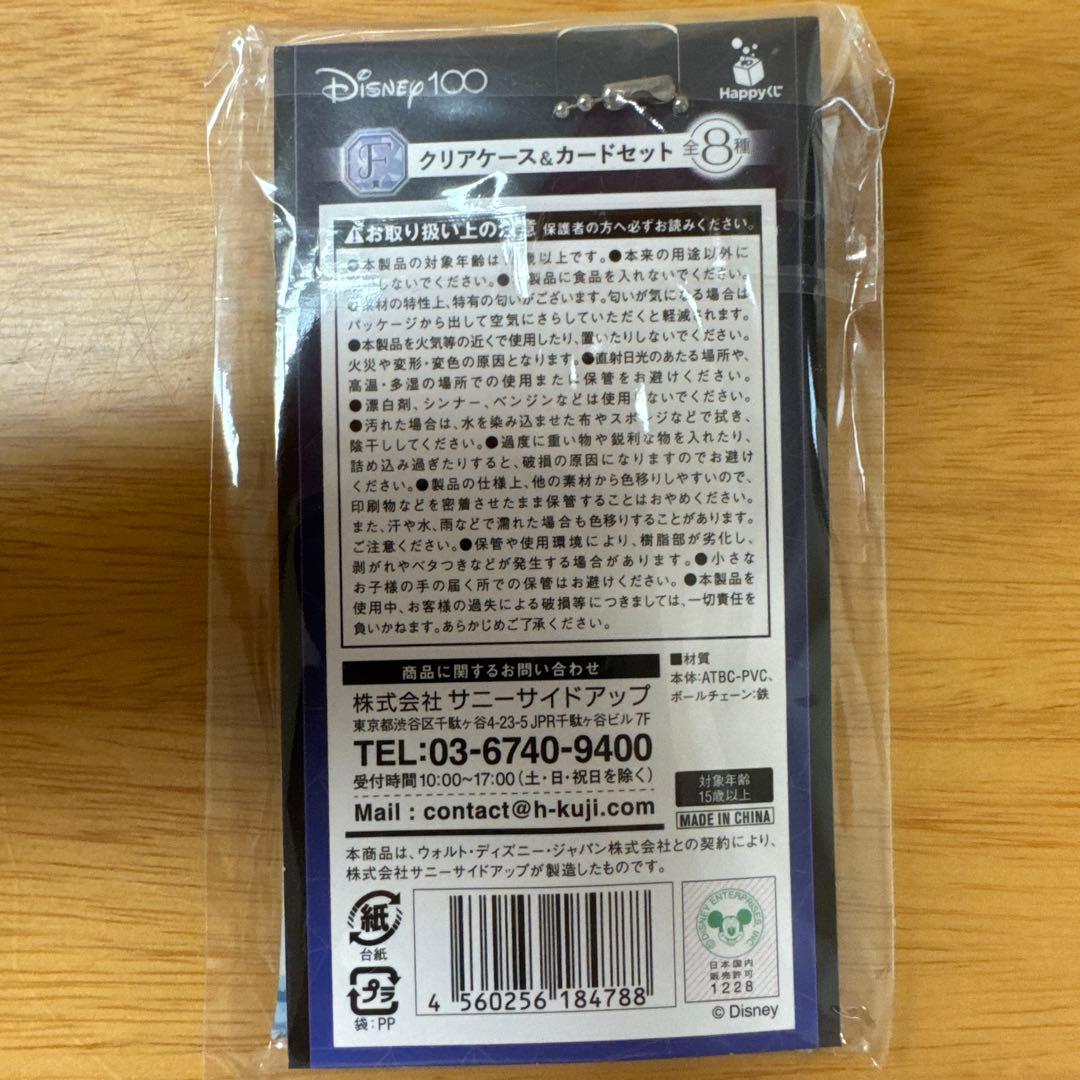 Disney100
Happyくじ
F賞 クリアケース&カードセット 全8種
お取り扱い上の注意 保護者の方へ必ずお読みください。
●本製品の対象年齢は 歳以上です。●本来の用途以外に
しないでください。● 製品に食品を入れないでください。
●素材の特性上、特有の匂いがございます。匂いが気になる場合は
パッケージから出して空気にさらしていただくと軽減されます。
●本製品を火気等の近くで使用したり、置いたりしないでください。
火災や変形・変色の原因となります。●直射日光のあたる場所や、
高温・多湿の場所での使用または保管をお避けください。
●漂白剤、シンナー、ベンジンなどは使用しないでください。
●汚れた場合は、水を染み込ませた布やスポンジなどで拭き、
陰干ししてください。●過度に重い物や鋭利な物を入れたり、
詰め込み過ぎたりすると、破損の原因になりますのでお避け
ください。●製品の仕様上、他の素材から色移りしやすいので、
印刷物などを密着させたまま保管することはおやめください。
また、汗や水、雨などで濡れた場合も色移りすることがあります。
ご注意ください。●保管や使用環境により、樹脂部が劣化し、
剥がれやベタつきなどが発生する場合があります。●小さな
お子様の手の届く所での保管はお避けください。●本製品を
使用中、お客様の過失による破損等につきましては、一切責任を
負いかねます。あらかじめご了承ください。
商品に関するお問い合わせ
株式会社 サニーサイドアップ
東京都渋谷区千駄ヶ谷4-23-5 JPR千駄ヶ谷ビル 7F
TEL:03-6740-9400
受付時間 10:00~17:00(土・日・祝日を除く)
Mail : contact@h-kuji.com
■材質
本体:ATBC-PVC、
ボールチェーン:鉄
対象年齢
15歳以上
MADE IN CHINA
本商品は、ウォルト・ディズニー・ジャパン株式会社との契約により、
株式会社サニーサイドアップが製造したものです。
紙
台紙
プラ
袋:PP
4 560256 184788
©DISNEY ENTERPRISES, INC.
日本国内
販売許可
1228
© Disney